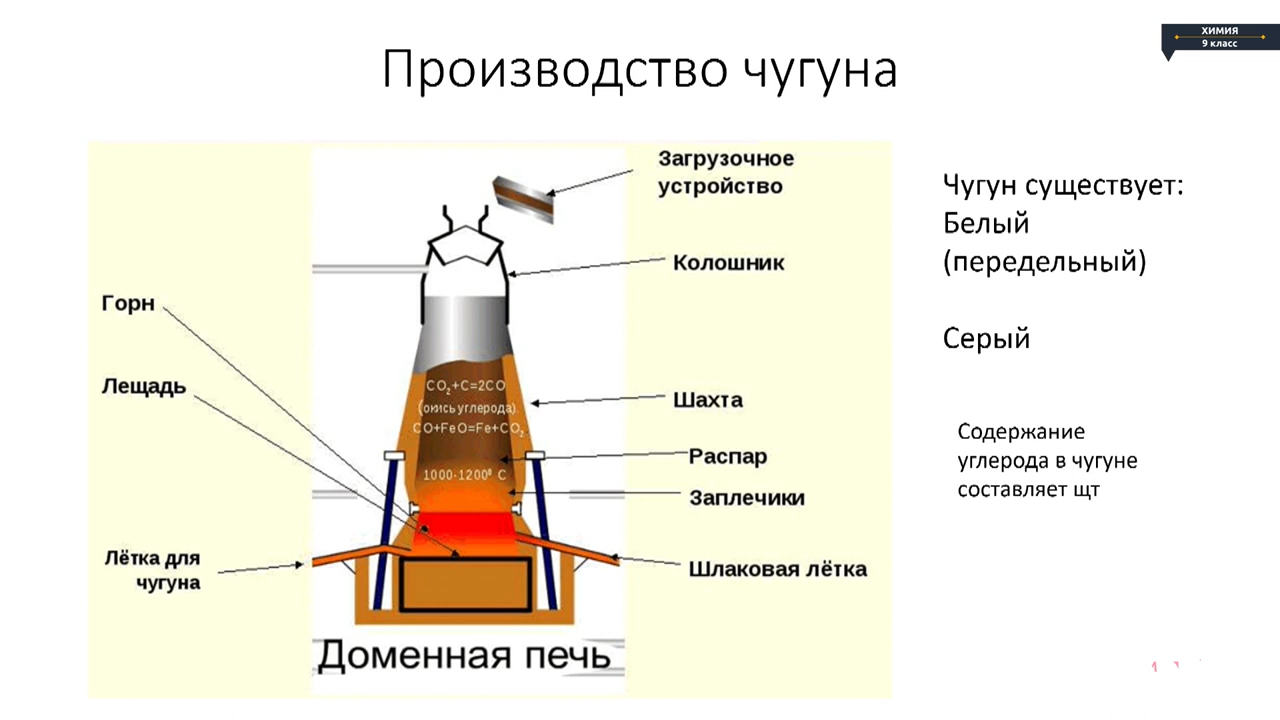 ХИМИЯ
9 класс
Производство чугуна
Загрузочное
устройство
Колошник
Горн
Лещадь
CO₂+C=2CO
(окись углерода)
CO+FeO=Fe+CO₂
1000-1200⁰ C
Шахта
Распар
Заплечики
Лётка для
чугуна
Шлаковая лётка
Доменная печь
Чугун существует:
Белый
(передельный)
Серый
Содержание
углерода в чугуне
составляет щт